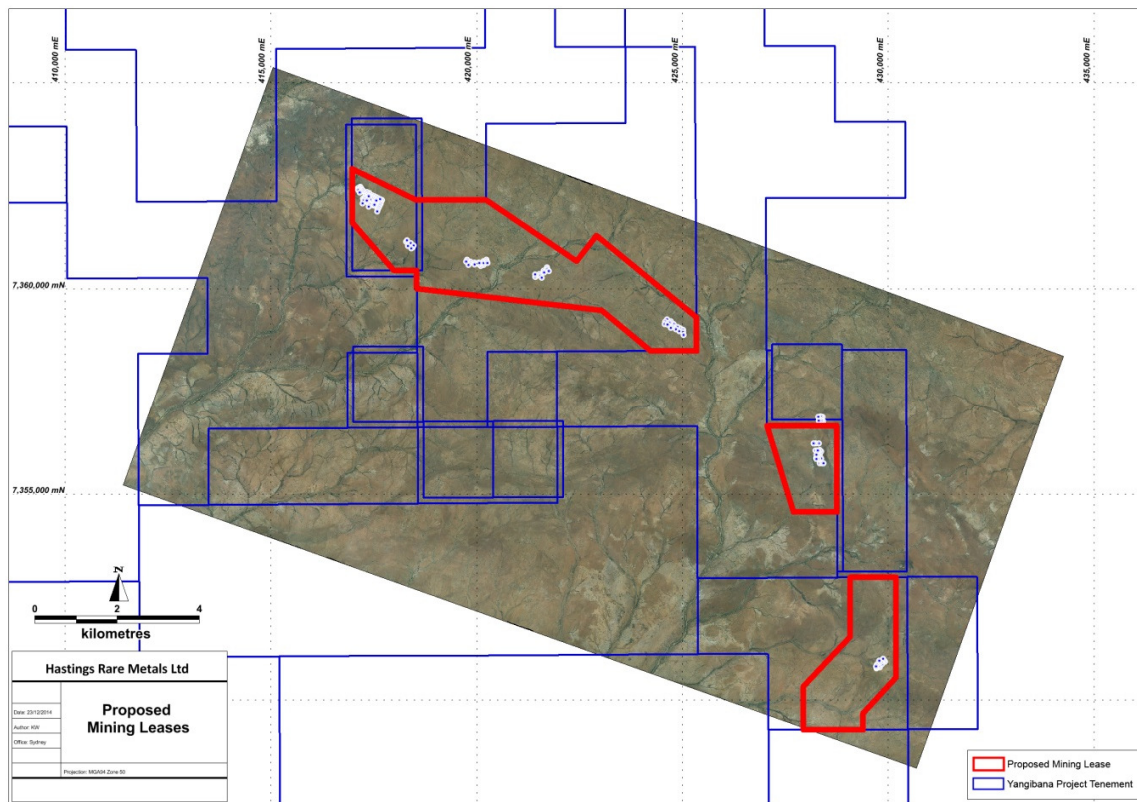 410,000 mE
415,000 mE
420,000 mE
425,000 mE
430,000 mE
435,000 mE
7,360,000 mN
7,355,000 mN
N
0 2 4
kilometres
Hastings Rare Metals Ltd
Date: 23/12/2014
Author: KW
Office: Sydney
Proposed
Mining Leases
Projection: MGA94 Zone 50
Proposed Mining Lease
Yangibana Project Tenement